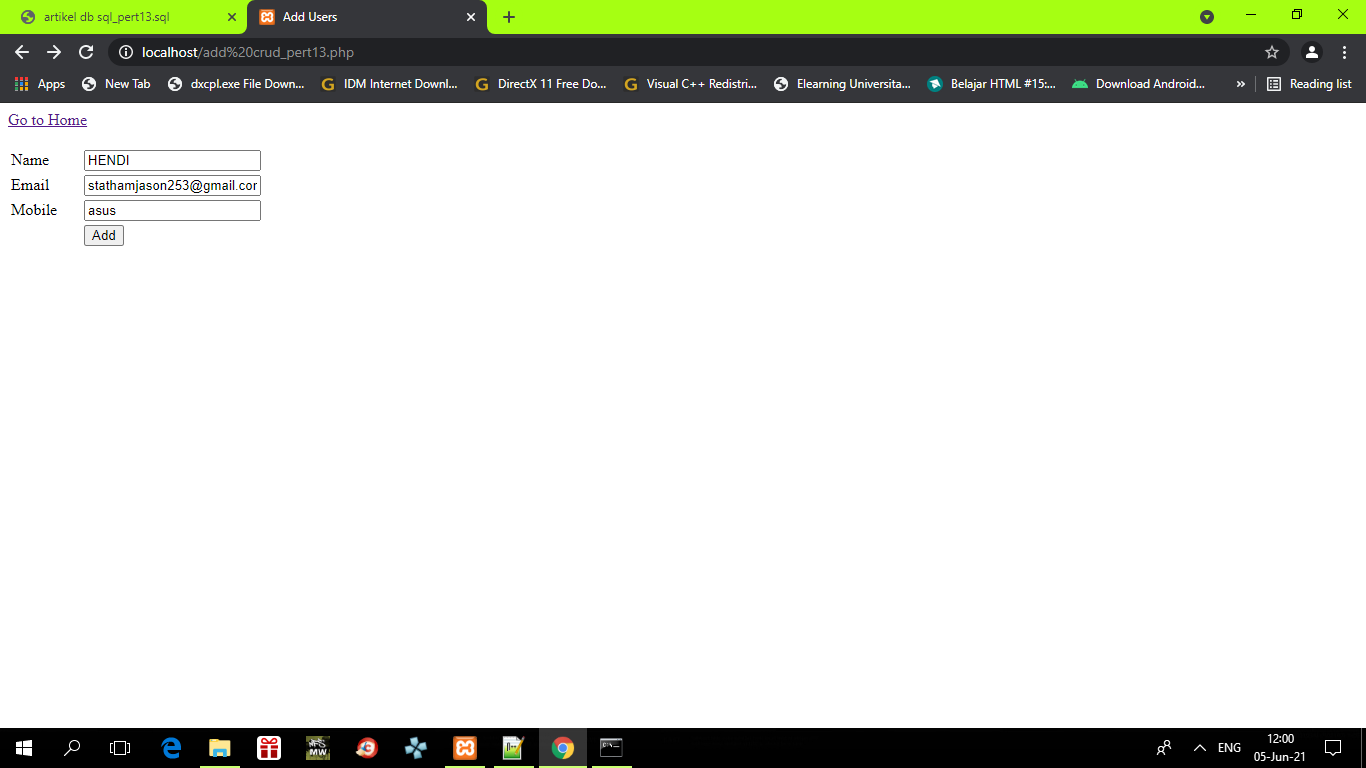 artikel db sql_pert13.sql
Add Users
localhost/add%20crud_pert13.php
Apps
New Tab
dxcpl.exe File Down...
IDM Internet Downl...
DirectX 11 Free Do...
Visual C++ Redistri...
Elearning Universita...
Belajar HTML #15:...
Download Android...
»
Reading list
Go to Home
Name HENDI
Email stathamjason253@gmail.cor
Mobile asus
Add
MW
ENG
12:00
05-Jun-21